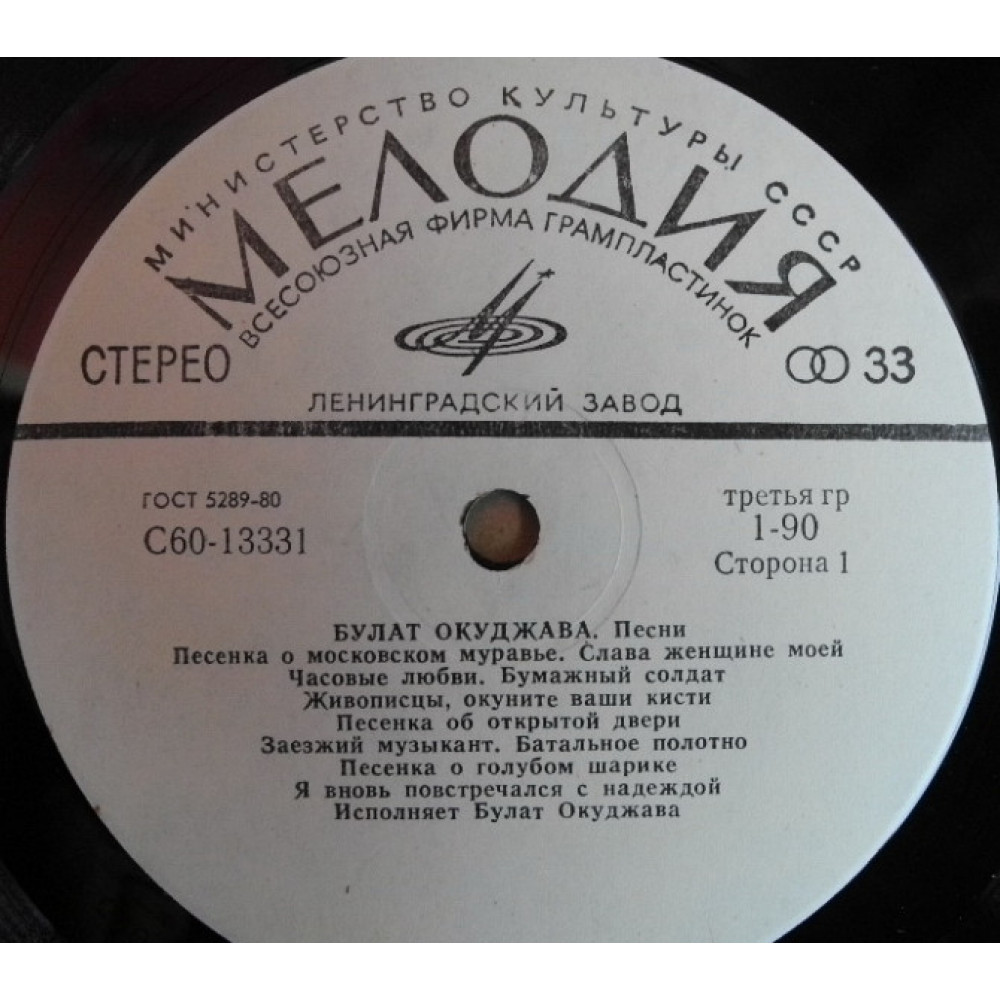 МИНИСТЕРСТВО КУЛЬТУРЫ СССР
МЕЛОДИЯ
ВСЕСОЮЗНАЯ ФИРМА ГРАМПЛАСТИНОК
СТЕРЕО
33
ЛЕНИНГРАДСКИЙ ЗАВОД
ГОСТ 5289-80
С60-13331
третья гр
1-90
Сторона 1
БУЛАТ ОКУДЖАВА. Песни
Песенка о московском муравье. Слава женщине моей
Часовые любви. Бумажный солдат
Живописцы, окуните ваши кисти
Песенка об открытой двери
Заезжий музыкант. Батальное полотно
Песенка о голубом шарике
Я вновь повстречался с надеждой
Исполняет Булат Окуджава